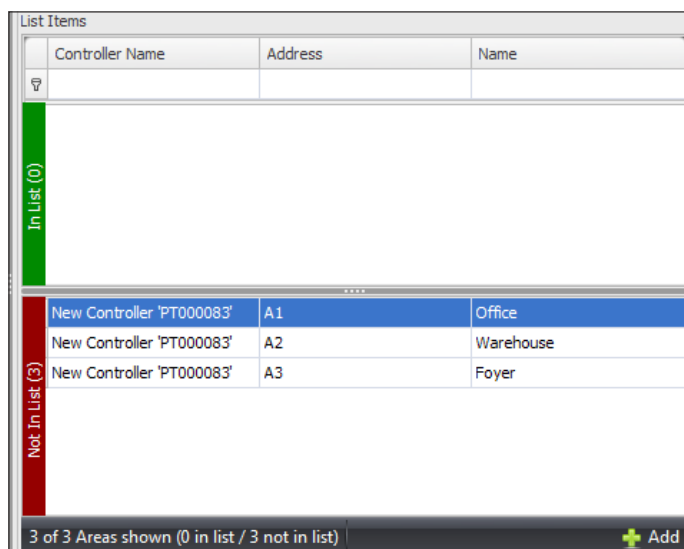 List Items
Controller Name Address Name
In List (0)
New Controller 'PT000083' A1 Office
New Controller 'PT000083' A2 Warehouse
New Controller 'PT000083' A3 Foyer
Not In List (3)
3 of 3 Areas shown (0 in list / 3 not in list) Add